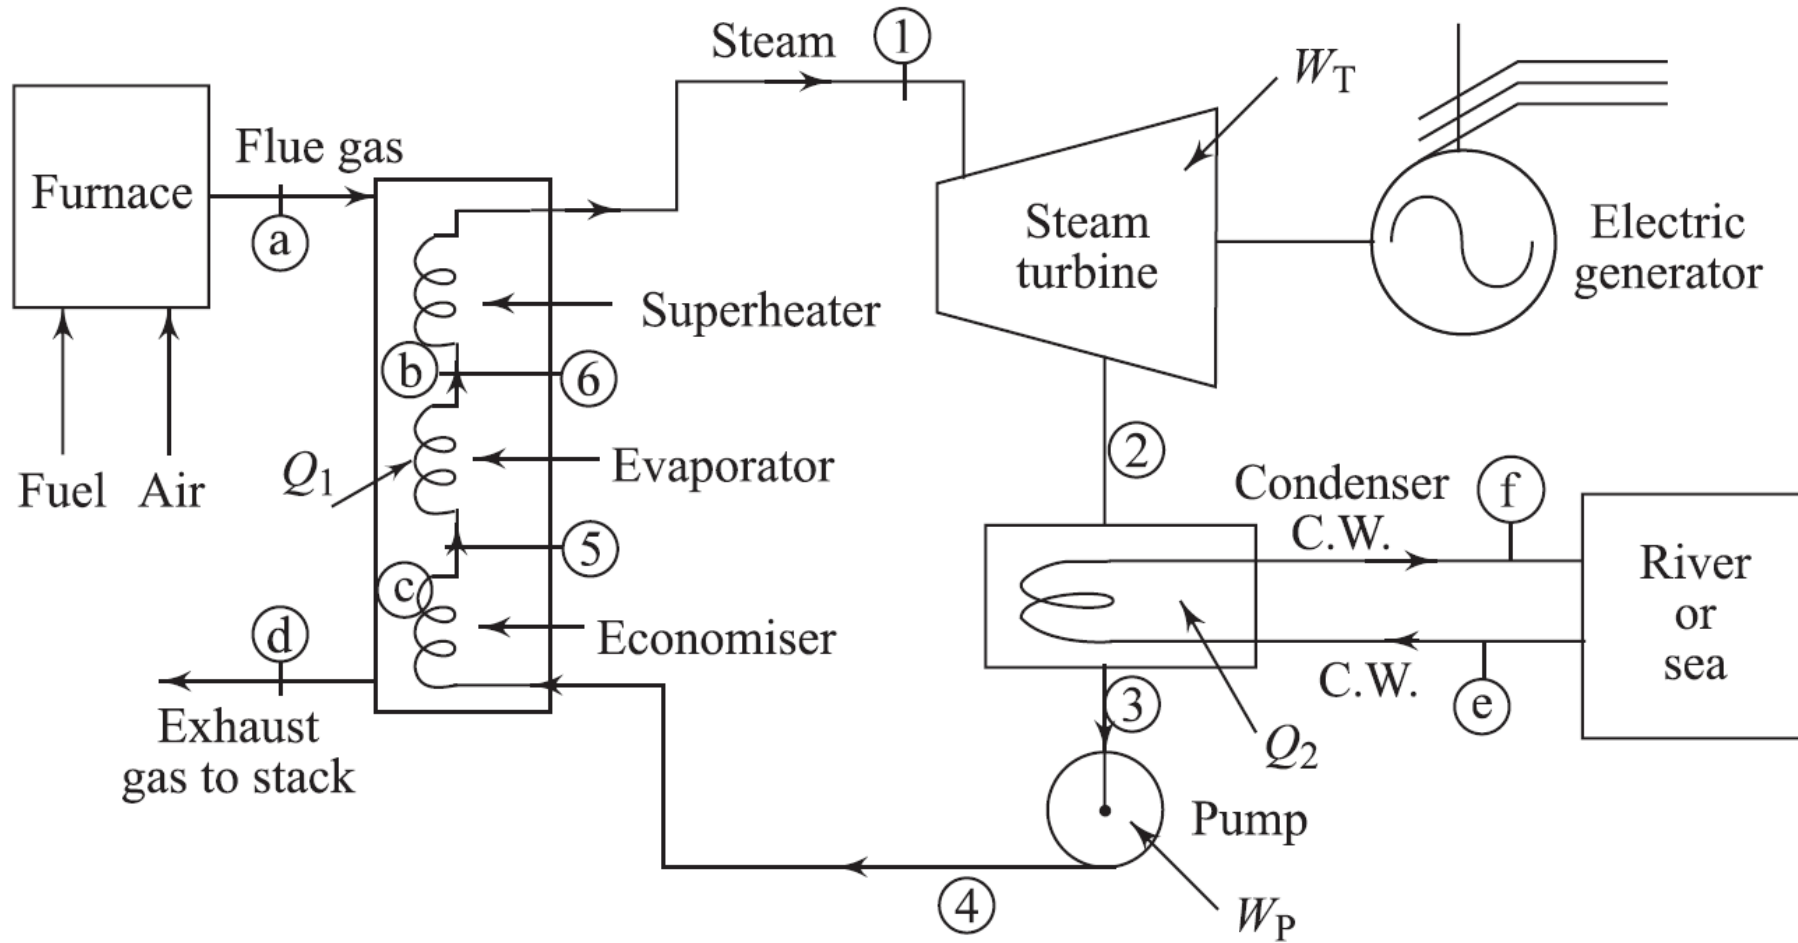 Steam
1
W_T
Flue gas
Furnace
a
Steam
turbine
Electric
generator
Superheater
b
6
Q_1
Evaporator
2
Fuel
Air
Condenser
C.W.
f
5
c
River
or
sea
Economiser
d
C.W.
e
3
Exhaust
gas to stack
Q_2
Pump
4
W_P